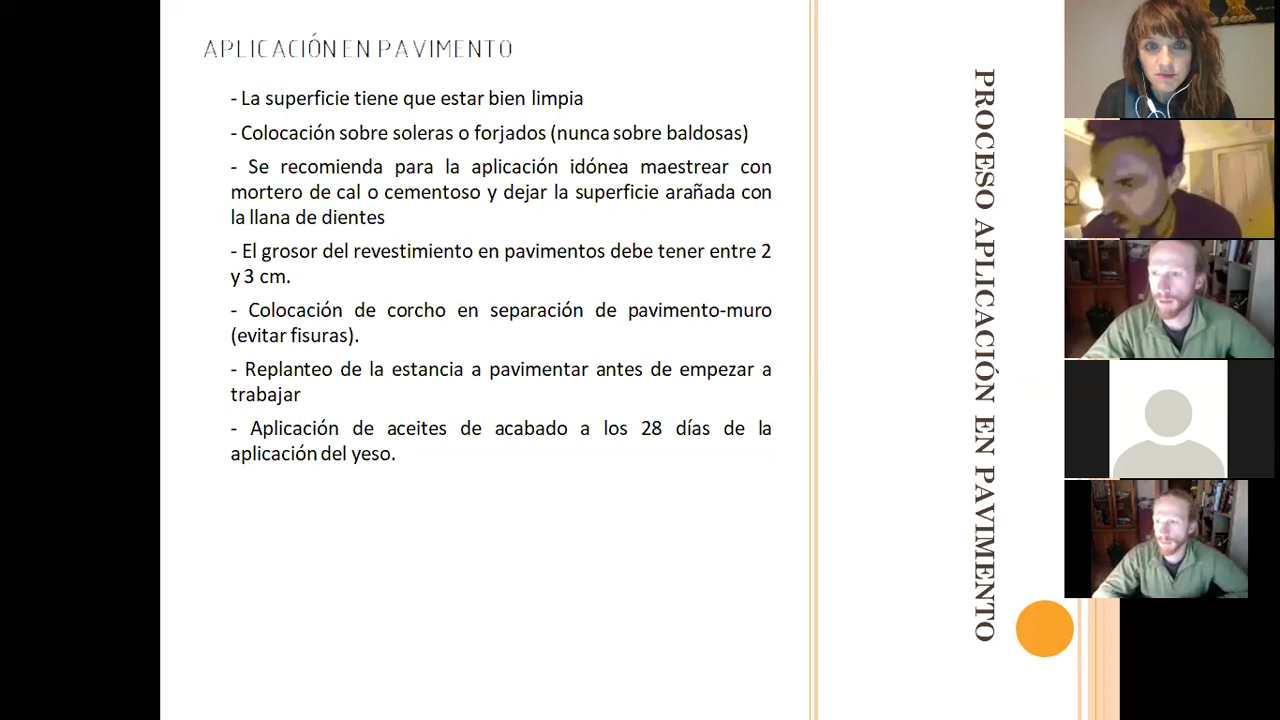 APLICACIÓN EN PAVIMENTO
- La superficie tiene que estar bien limpia
- Colocación sobre soleras o forjados (nunca sobre baldosas)
- Se recomienda para la aplicación idónea maestrear con
mortero de cal o cementoso y dejar la superficie arañada con
la llana de dientes
- El grosor del revestimiento en pavimentos debe tener entre 2
y 3 cm.
- Colocación de corcho en separación de pavimento-muro
(evitar fisuras).
- Replanteo de la estancia a pavimentar antes de empezar a
trabajar
- Aplicación de aceites de acabado a los 28 días de la
aplicación del yeso.
PROCESO APLICACIÓN EN PAVIMENTO